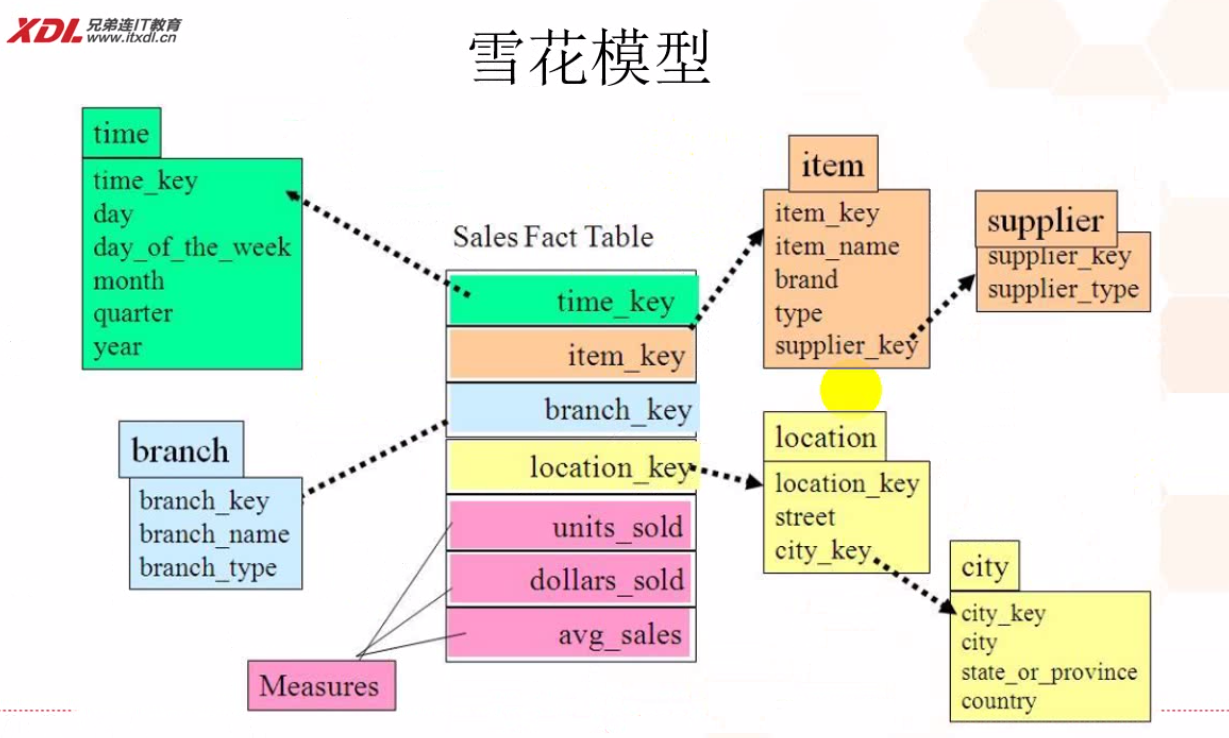 XDL 兄弟连IT教育
www.itxdl.cn
雪花模型
time
time_key
day
day_of_the_week
month
quarter
year
branch
branch_key
branch_name
branch_type
Sales Fact Table
time_key
item_key
branch_key
location_key
units_sold
dollars_sold
avg_sales
Measures
item
item_key
item_name
brand
type
supplier_key
supplier
supplier_key
supplier_type
location
location_key
street
city_key
city
city_key
city
state_or_province
country